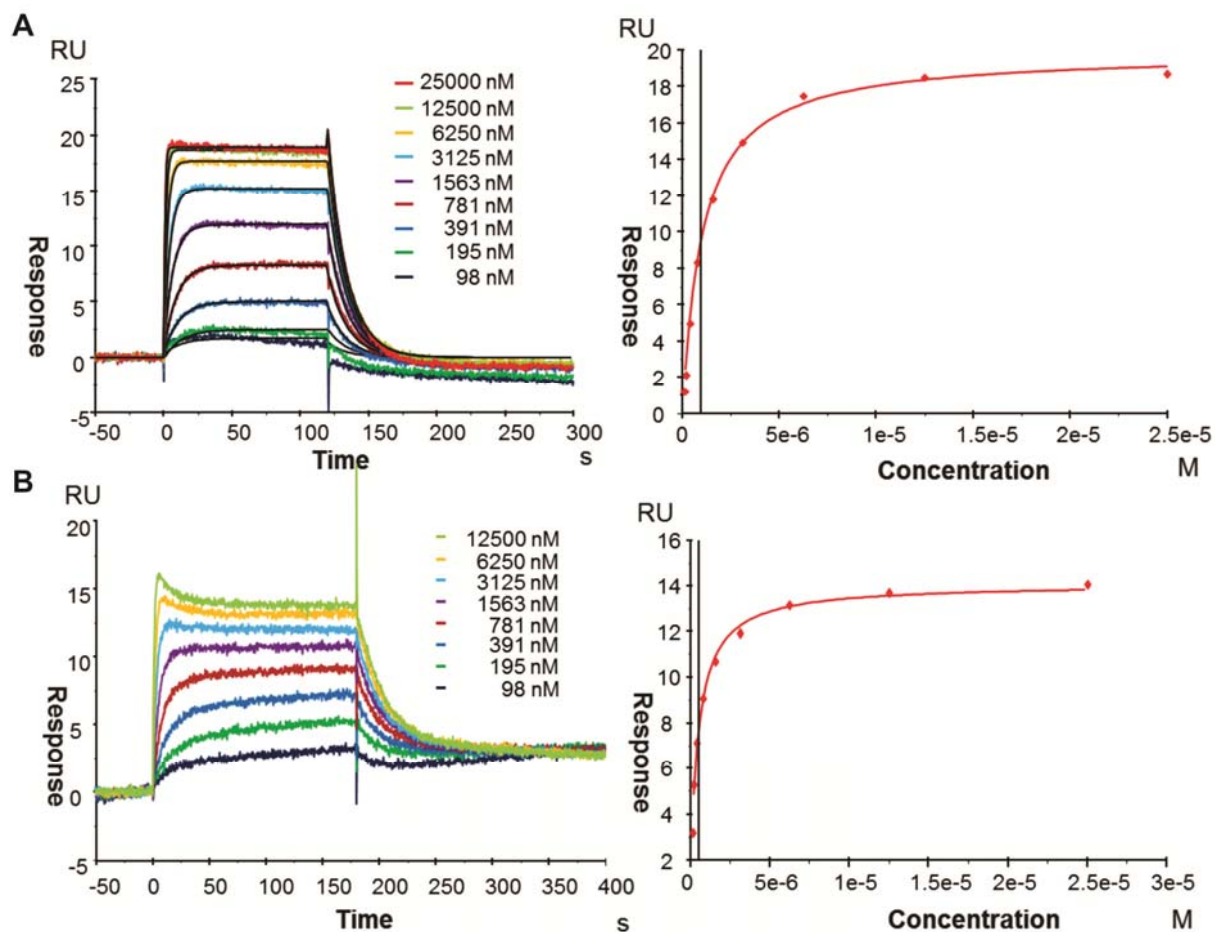 A
RU
25
20
15
10
5
0
-5
Response
-50 0 50 100 150 200 250 300
Time
s
25000 nM
12500 nM
6250 nM
3125 nM
1563 nM
781 nM
391 nM
195 nM
98 nM
RU
20
18
16
14
12
10
8
6
4
2
0
Response
0 5e-6 1e-5 1.5e-5 2e-5 2.5e-5
Concentration
M
B
RU
20
15
10
5
0
-5
Response
-50 0 50 100 150 200 250 300 350 400
Time
s
12500 nM
6250 nM
3125 nM
1563 nM
781 nM
391 nM
195 nM
98 nM
RU
16
14
12
10
8
6
4
2
Response
0 5e-6 1e-5 1.5e-5 2e-5 2.5e-5 3e-5
Concentration
M